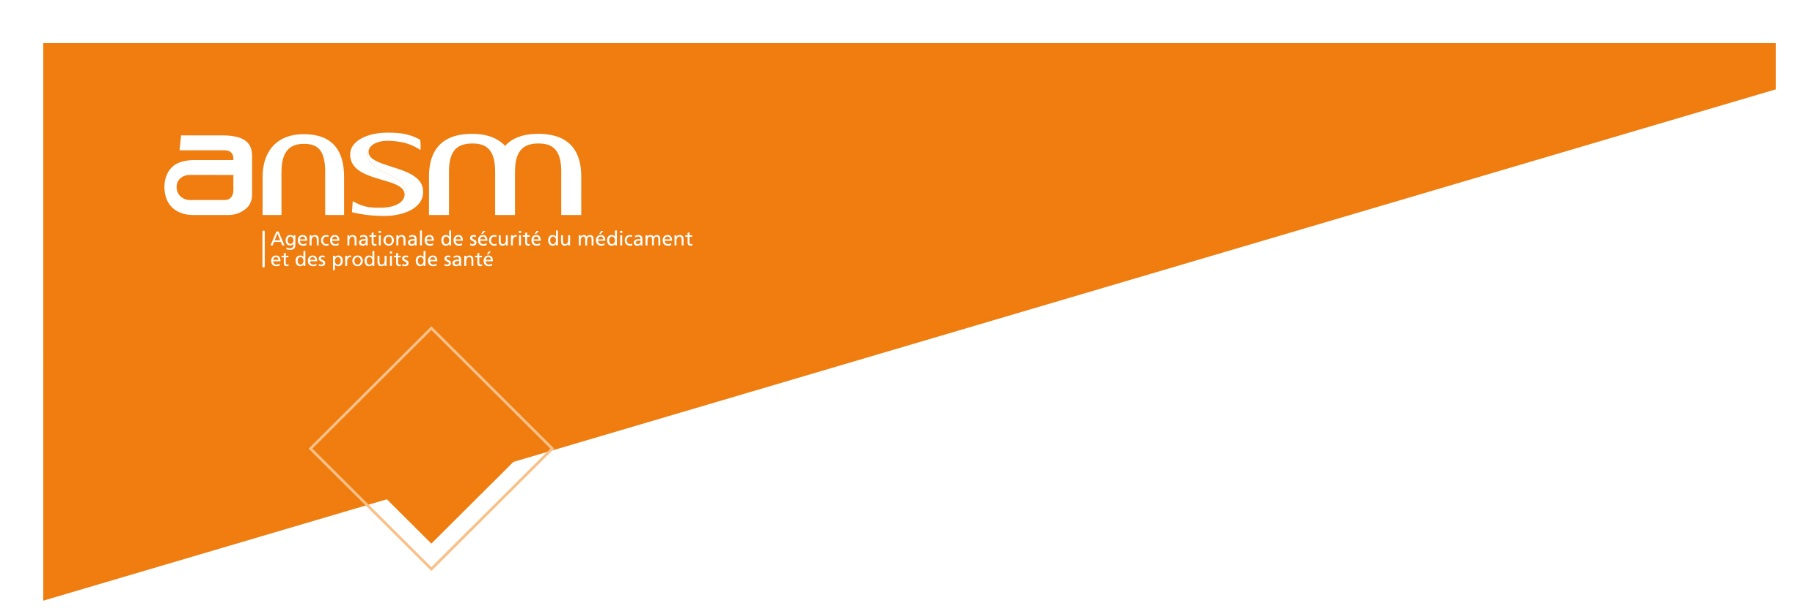 ansm
Agence nationale de sécurité du médicament
et des produits de santé